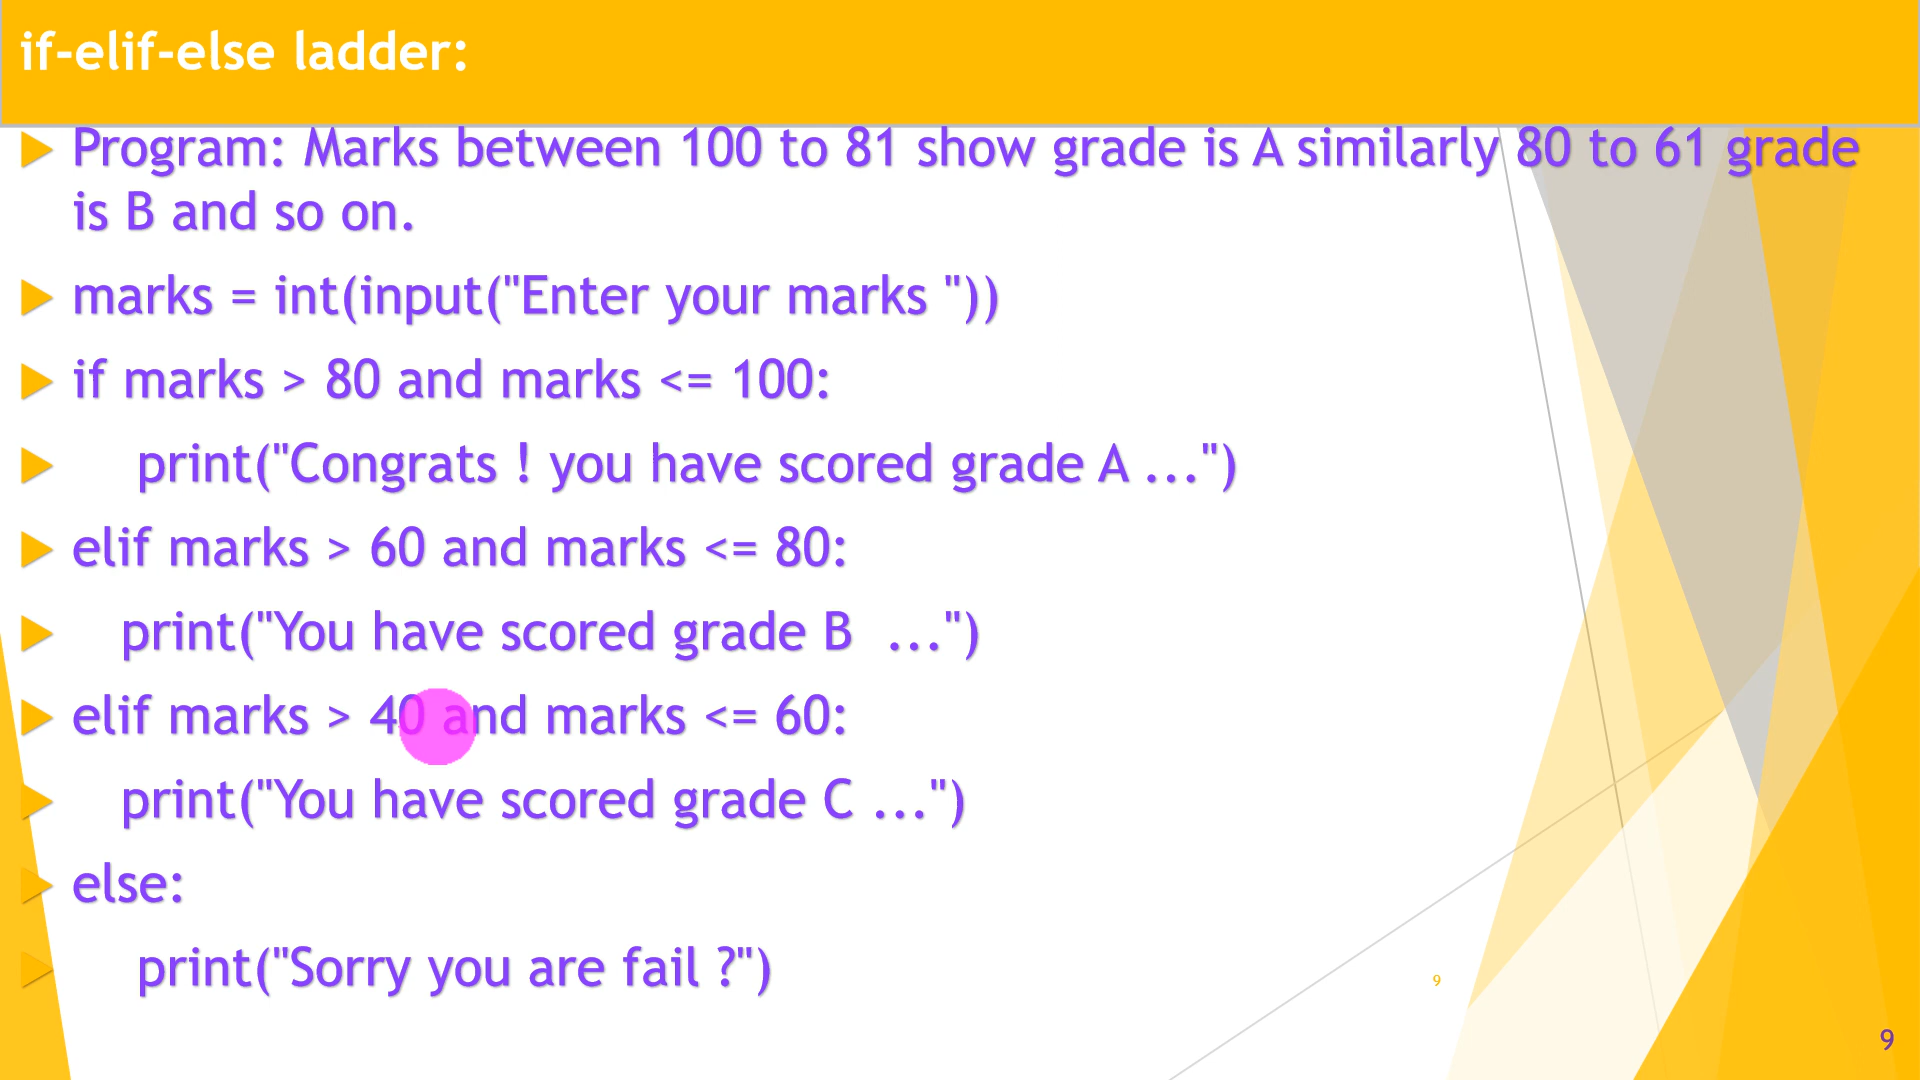 if-elif-else ladder:
Program: Marks between 100 to 81 show grade is A similarly 80 to 61 grade
is B and so on.
marks = int(input("Enter your marks "))
if marks > 80 and marks <= 100:
print("Congrats ! you have scored grade A ...")
elif marks > 60 and marks <= 80:
print("You have scored grade B  ...")
elif marks > 40 and marks <= 60:
print("You have scored grade C ...")
else:
print("Sorry you are fail ?")
9
9